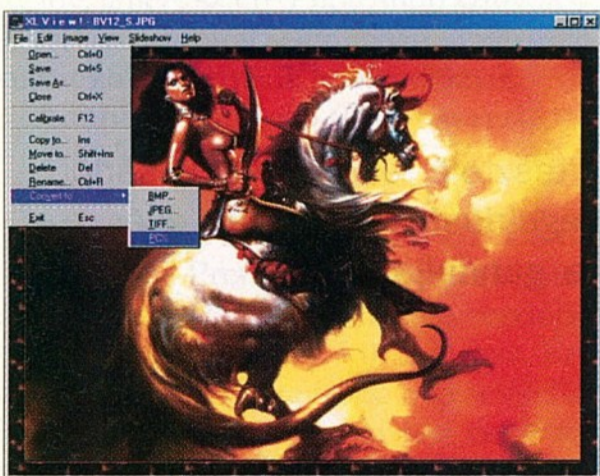 XLView! - BV12_S.JPG
File Edit Image View Slideshow Help
Open... Ctrl+O
Save Ctrl+S
Save As...
Close Ctrl+X
Calibrate F12
Copy to... Ins
Move to... Shift+Ins
Delete Del
Rename... Ctrl+R
Convert to
BMP...
JPEG...
TIFF...
PCX
Exit Esc